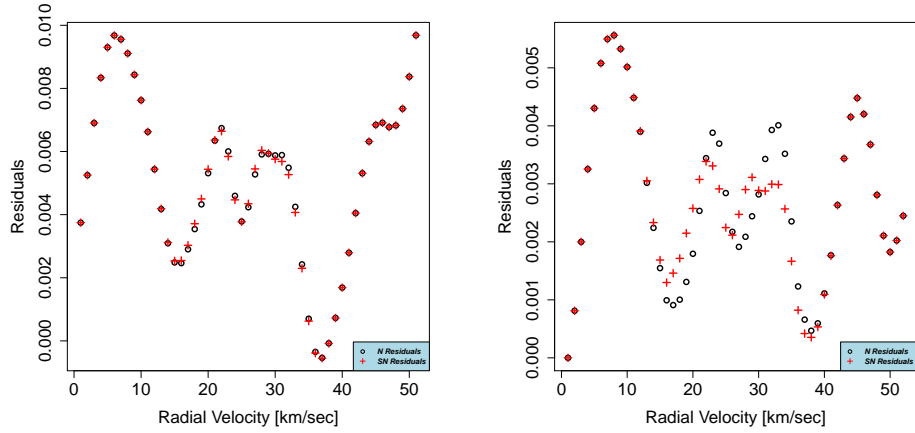 Residuals
0.000
0.002
0.004
0.006
0.008
0.010
0 10 20 30 40 50
Radial Velocity [km/sec]
N Residuals
SN Residuals
Residuals
0.000
0.001
0.002
0.003
0.004
0.005
0 10 20 30 40 50
Radial Velocity [km/sec]
N Residuals
SN Residuals